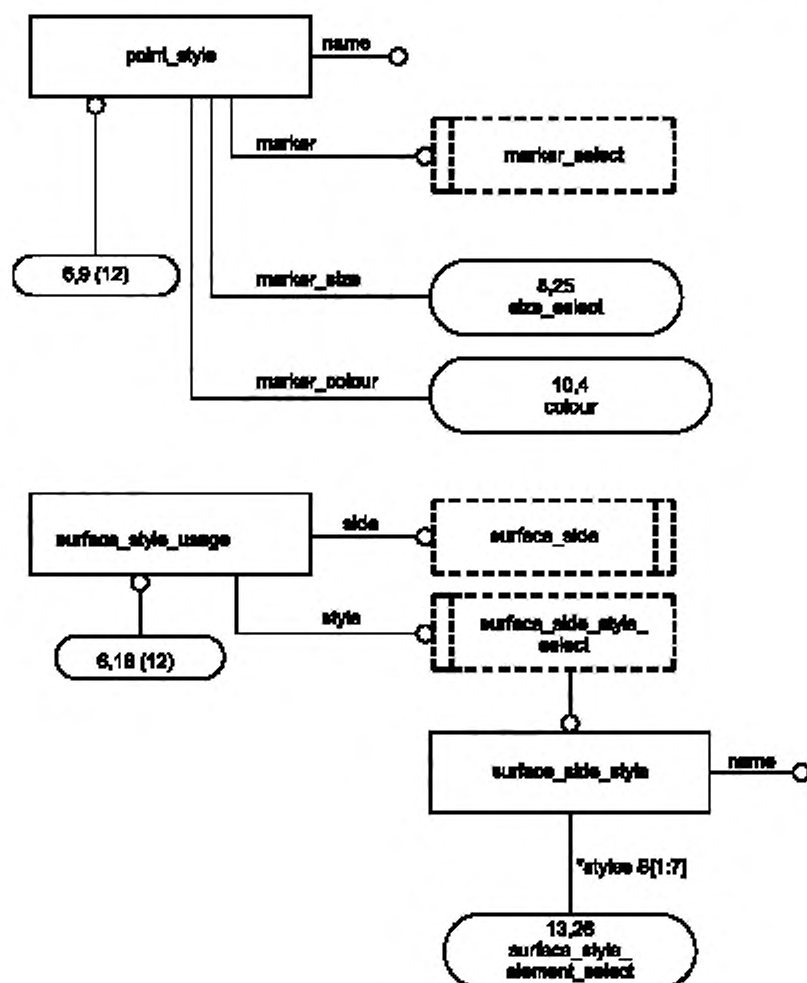 point_style
name
marker
marker_select
6,9 (12)
marker_size
8,25
size_select
marker_colour
10,4
colour
surface_style_usage
side
surface_side
style
surface_side_style_
select
6,18 (12)
surface_side_style
name
*styles S[1:7]
13,26
surface_style_
element_select